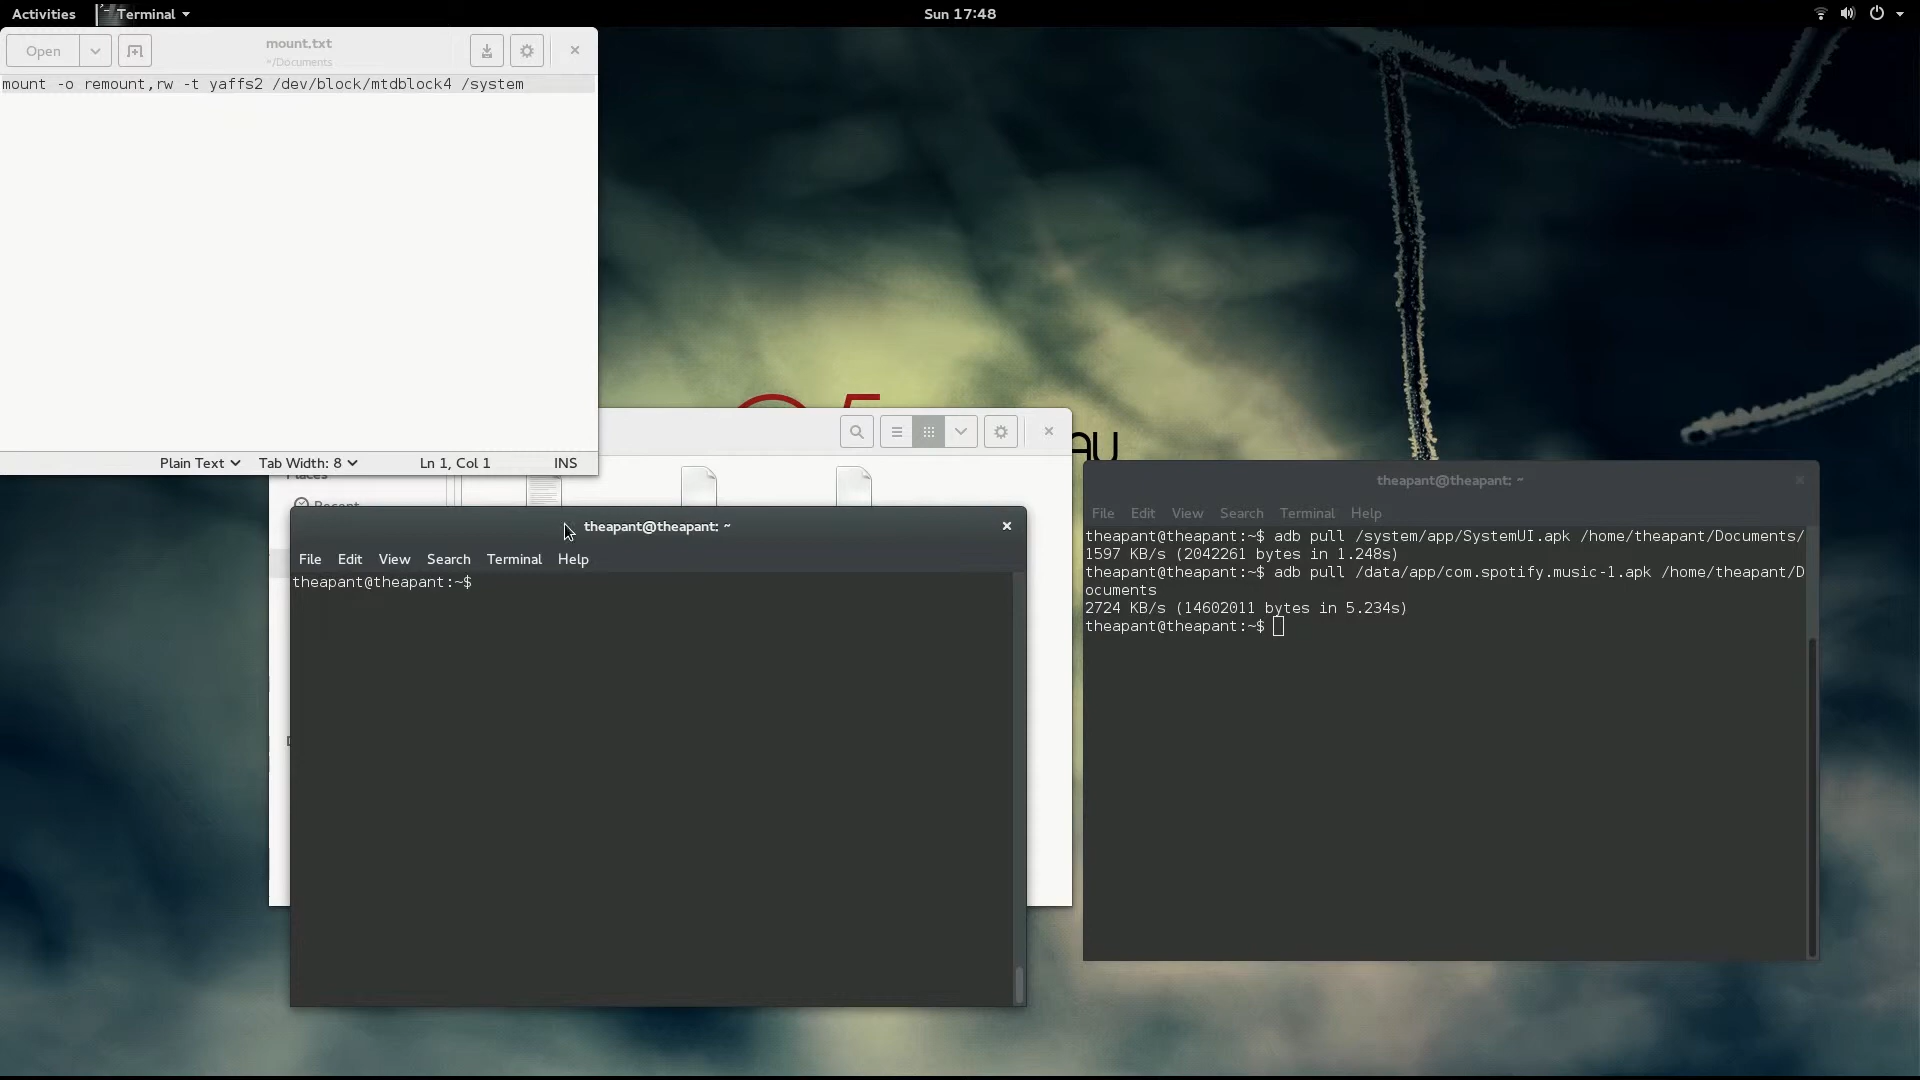 Activities
Terminal
Sun 17:48
Open
mount.txt
~/Documents
mount -o remount,rw -t yaffs2 /dev/block/mtdblock4 /system
Plain Text
Tab Width: 8
Ln 1, Col 1
INS
Places
Recent
theapant@theapant: ~
File Edit View Search Terminal Help
theapant@theapant:~$
theapant@theapant: ~
File Edit View Search Terminal Help
theapant@theapant:~$ adb pull /system/app/SystemUI.apk /home/theapant/Documents/
1597 KB/s (2042261 bytes in 1.248s)
theapant@theapant:~$ adb pull /data/app/com.spotify.music-1.apk /home/theapant/D
ocuments
2724 KB/s (14602011 bytes in 5.234s)
theapant@theapant:~$